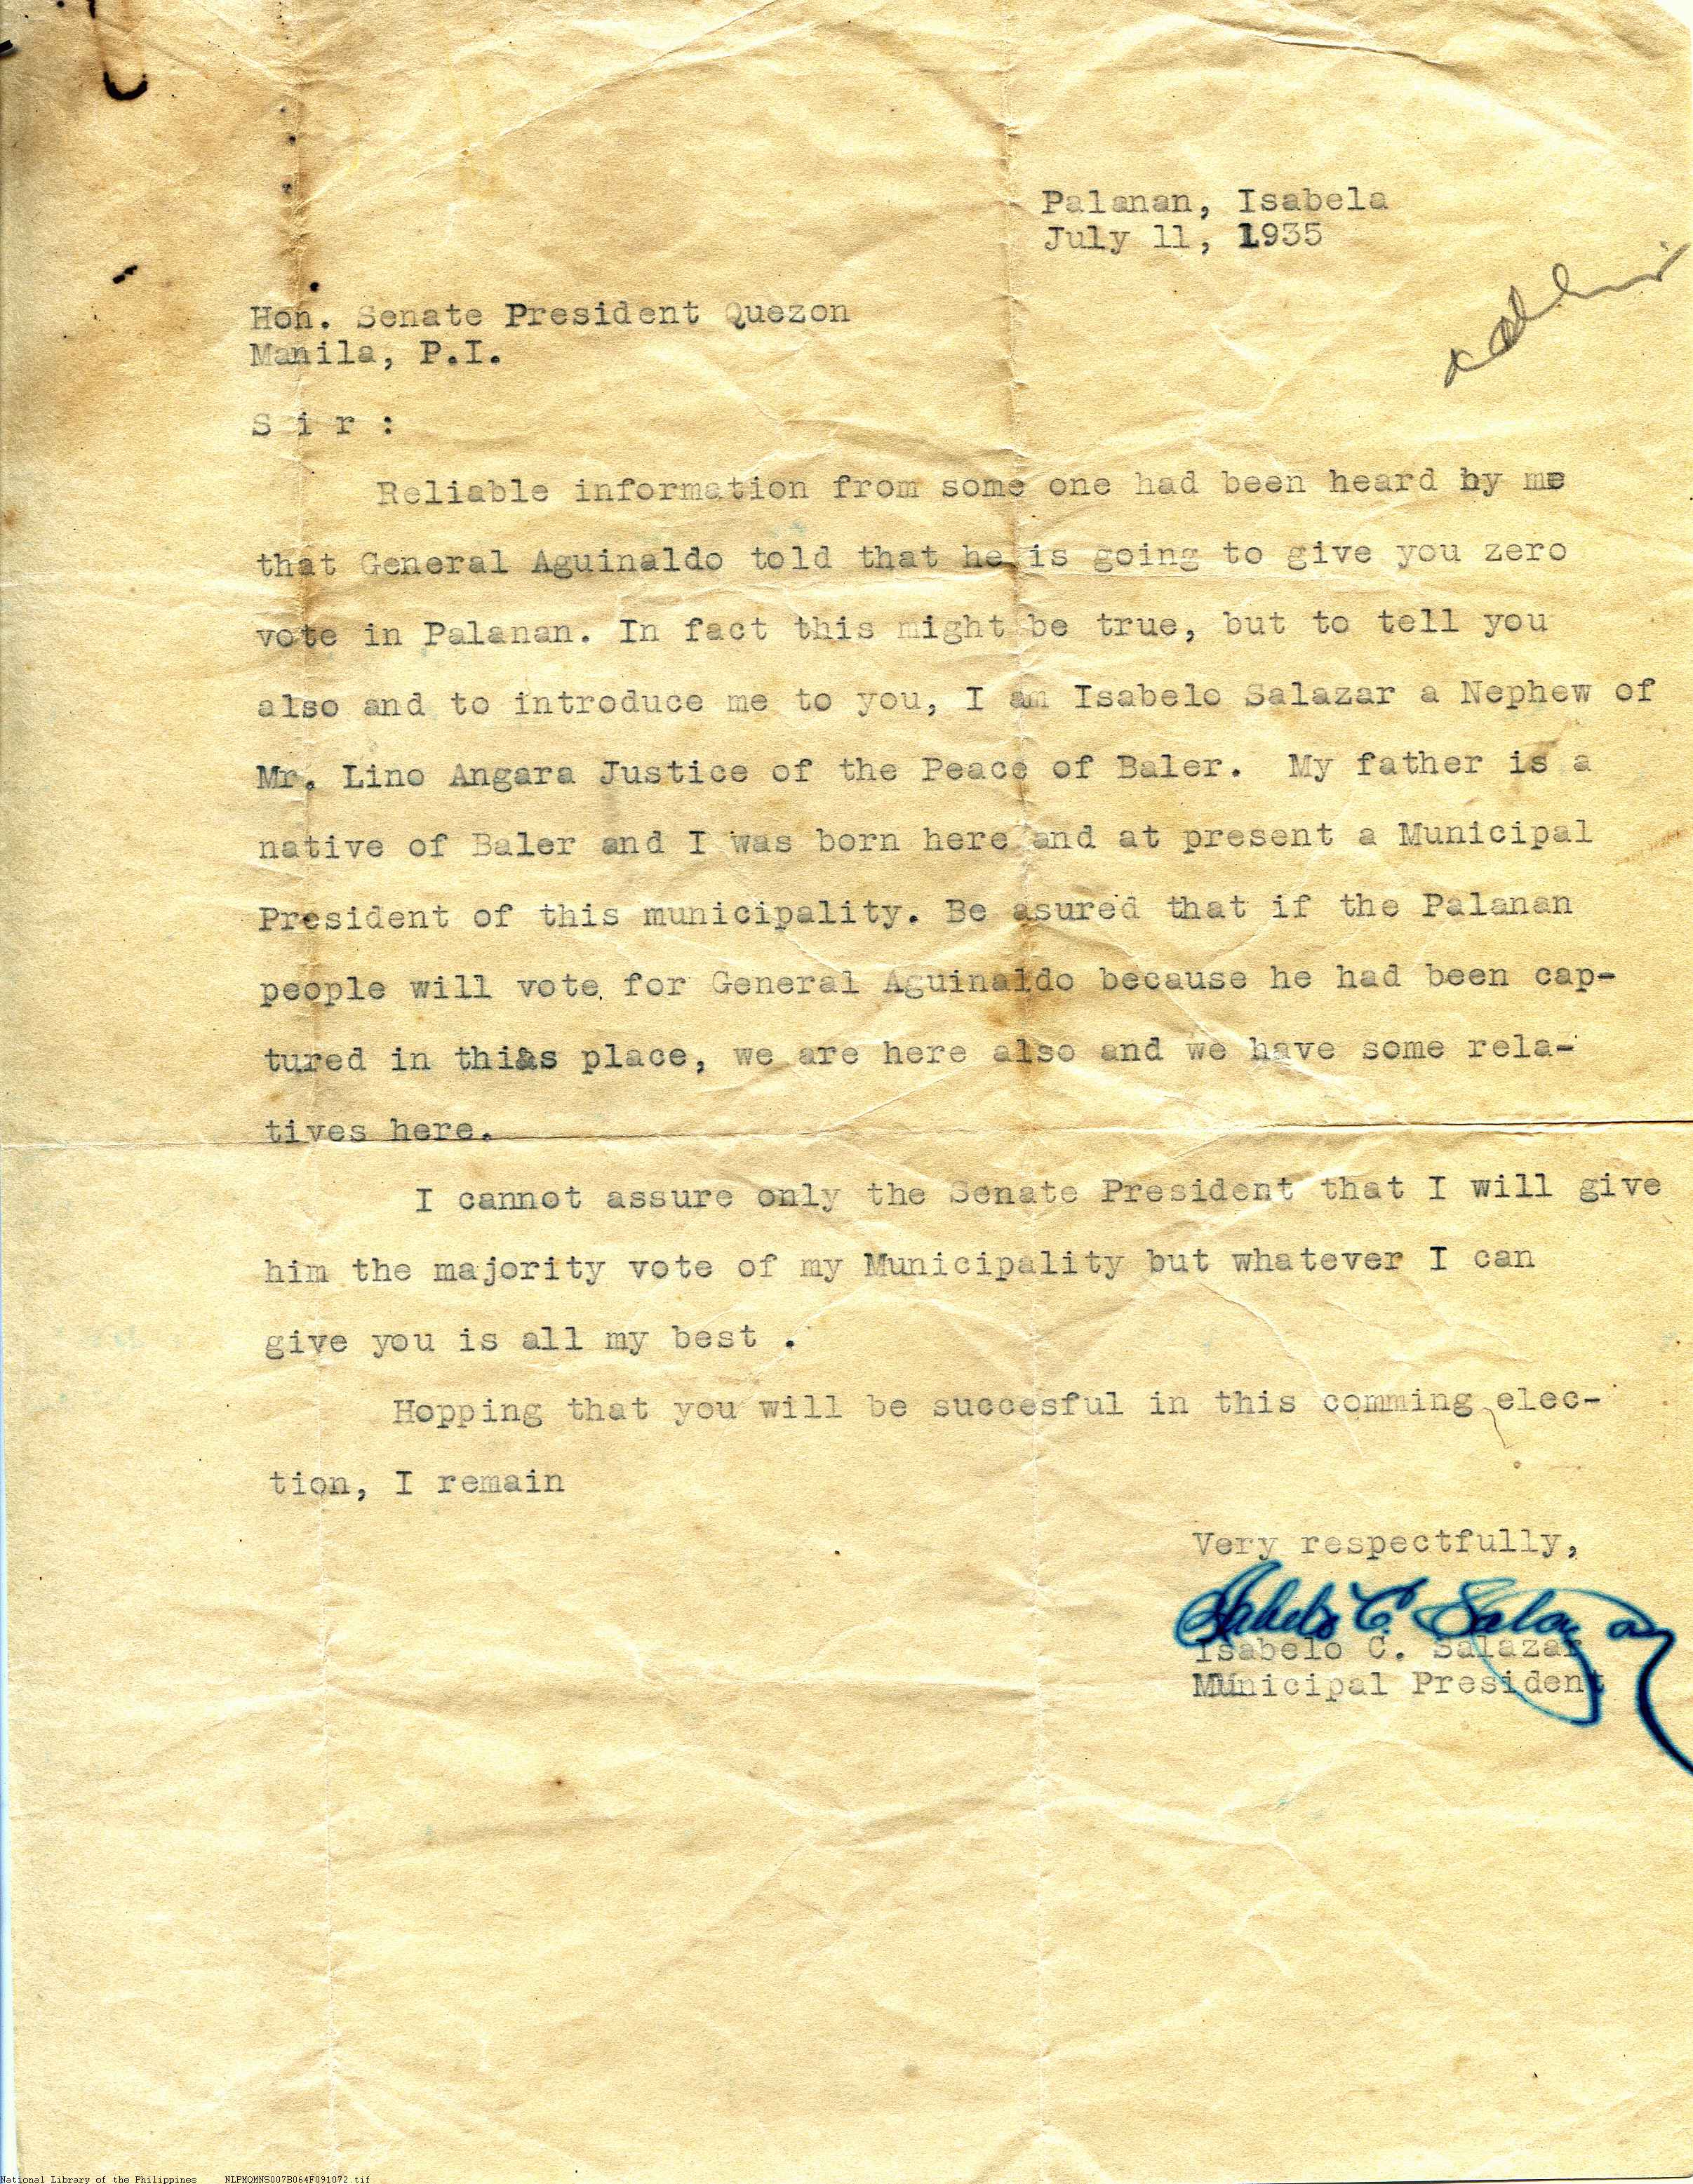 Palanan, Isabela
July 11, 1935
Hon. Senate President Quezon
Manila, P.I.
S i r :
Reliable information from some one had been heard by me
that General Aguinaldo told that he is going to give you zero
vote in Palanan. In fact this might be true, but to tell you
also and to introduce me to you, I am Isabelo Salazar a Nephew of
Mr. Lino Angara Justice of the Peace of Baler. My father is a
native of Baler and I was born here and at present a Municipal
President of this municipality. Be asured that if the Palanan
people will vote for General Aguinaldo because he had been cap-
tured in this place, we are here also and we have some rela-
tives here.
I cannot assure only the Senate President that I will give
him the majority vote of my Municipality but whatever I can
give you is all my best .
Hopping that you will be succesful in this comming elec-
tion, I remain
Very respectfully,
Isabelo C. Salazar
Isabelo C. Salazar
MUnicipal President
National Library of the Philippines NLPMQMNS007B064F091072.tif